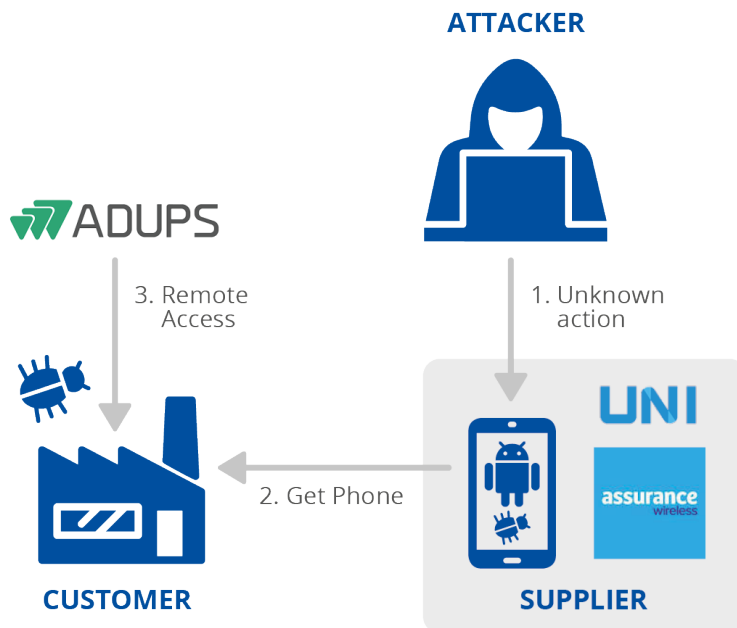 ATTACKER
ADUPS
3. Remote
Access
1. Unknown
action
UNI
assurance
wireless
2. Get Phone
CUSTOMER
SUPPLIER